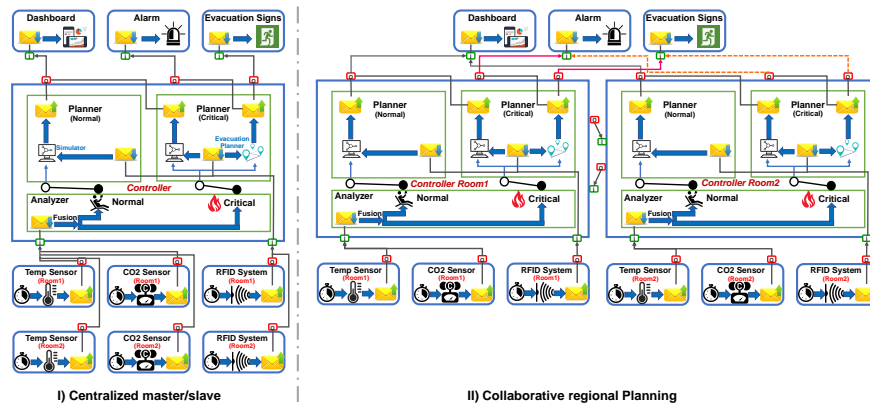 Dashboard
Alarm
Evacuation Signs
Planner
(Normal)
Planner
(Critical)
Simulator
Evacuation
Planner
Controller
Analyzer
Normal
Critical
Fusion
Temp Sensor
(Room1)
CO2 Sensor
(Room1)
RFID System
(Room1)
Temp Sensor
(Room2)
CO2 Sensor
(Room2)
RFID System
(Room2)
I) Centralized master/slave
Dashboard
Alarm
Evacuation Signs
Planner
(Normal)
Planner
(Critical)
Controller Room1
Analyzer
Normal
Critical
Fusion
Temp Sensor
(Room1)
CO2 Sensor
(Room1)
RFID System
(Room1)
Planner
(Normal)
Planner
(Critical)
Controller Room2
Analyzer
Normal
Critical
Fusion
Temp Sensor
(Room2)
CO2 Sensor
(Room2)
RFID System
(Room2)
II) Collaborative regional Planning